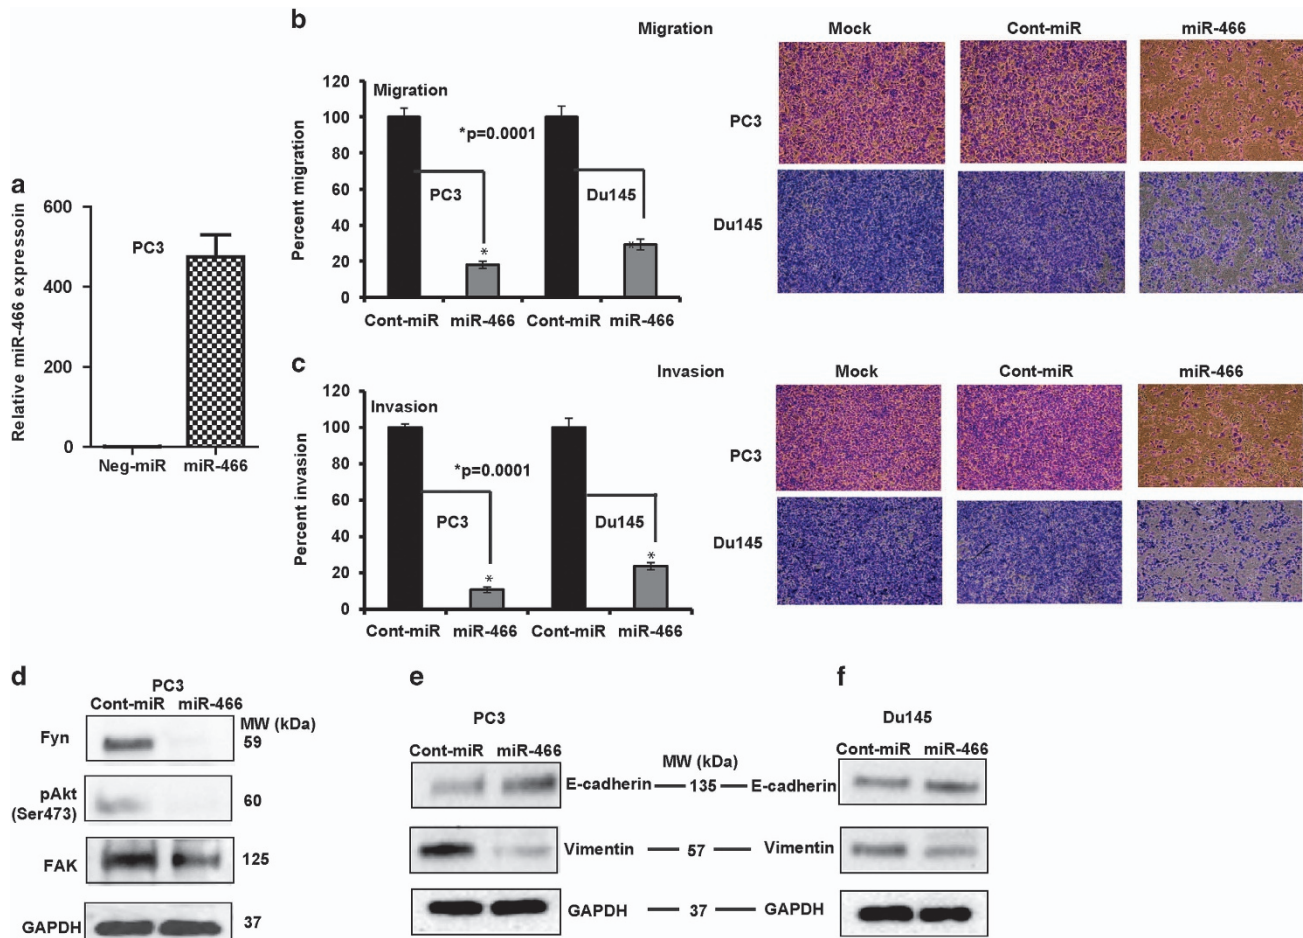 a
Relative miR-466 expressoin
600
400
200
0
PC3
Neg-miR miR-466
b
Migration
Percent migration
120
100
80
60
40
20
0
Migration
*p=0.0001
PC3
*
Du145
*
Cont-miR miR-466 Cont-miR miR-466
Mock Cont-miR miR-466
PC3
Du145
c
Invasion
Percent invasion
120
100
80
60
40
20
0
Invasion
*p=0.0001
PC3
*
Du145
*
Cont-miR miR-466 Cont-miR miR-466
Mock Cont-miR miR-466
PC3
Du145
d
PC3
Cont-miR miR-466
MW (kDa)
Fyn 59
pAkt 60
(Ser473)
FAK 125
GAPDH 37
e
PC3
Cont-miR miR-466
MW (kDa)
E-cadherin 135 E-cadherin
Vimentin 57 Vimentin
GAPDH 37 GAPDH
f
Du145
Cont-miR miR-466